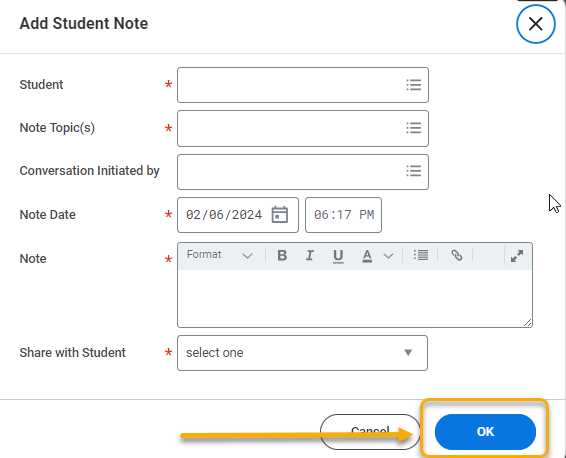 Add Student Note
Student *
Note Topic(s) *
Conversation Initiated by
Note Date * 02/06/2024 06:17 PM
Format B I U A
Note *
Share with Student * select one
Cancel OK